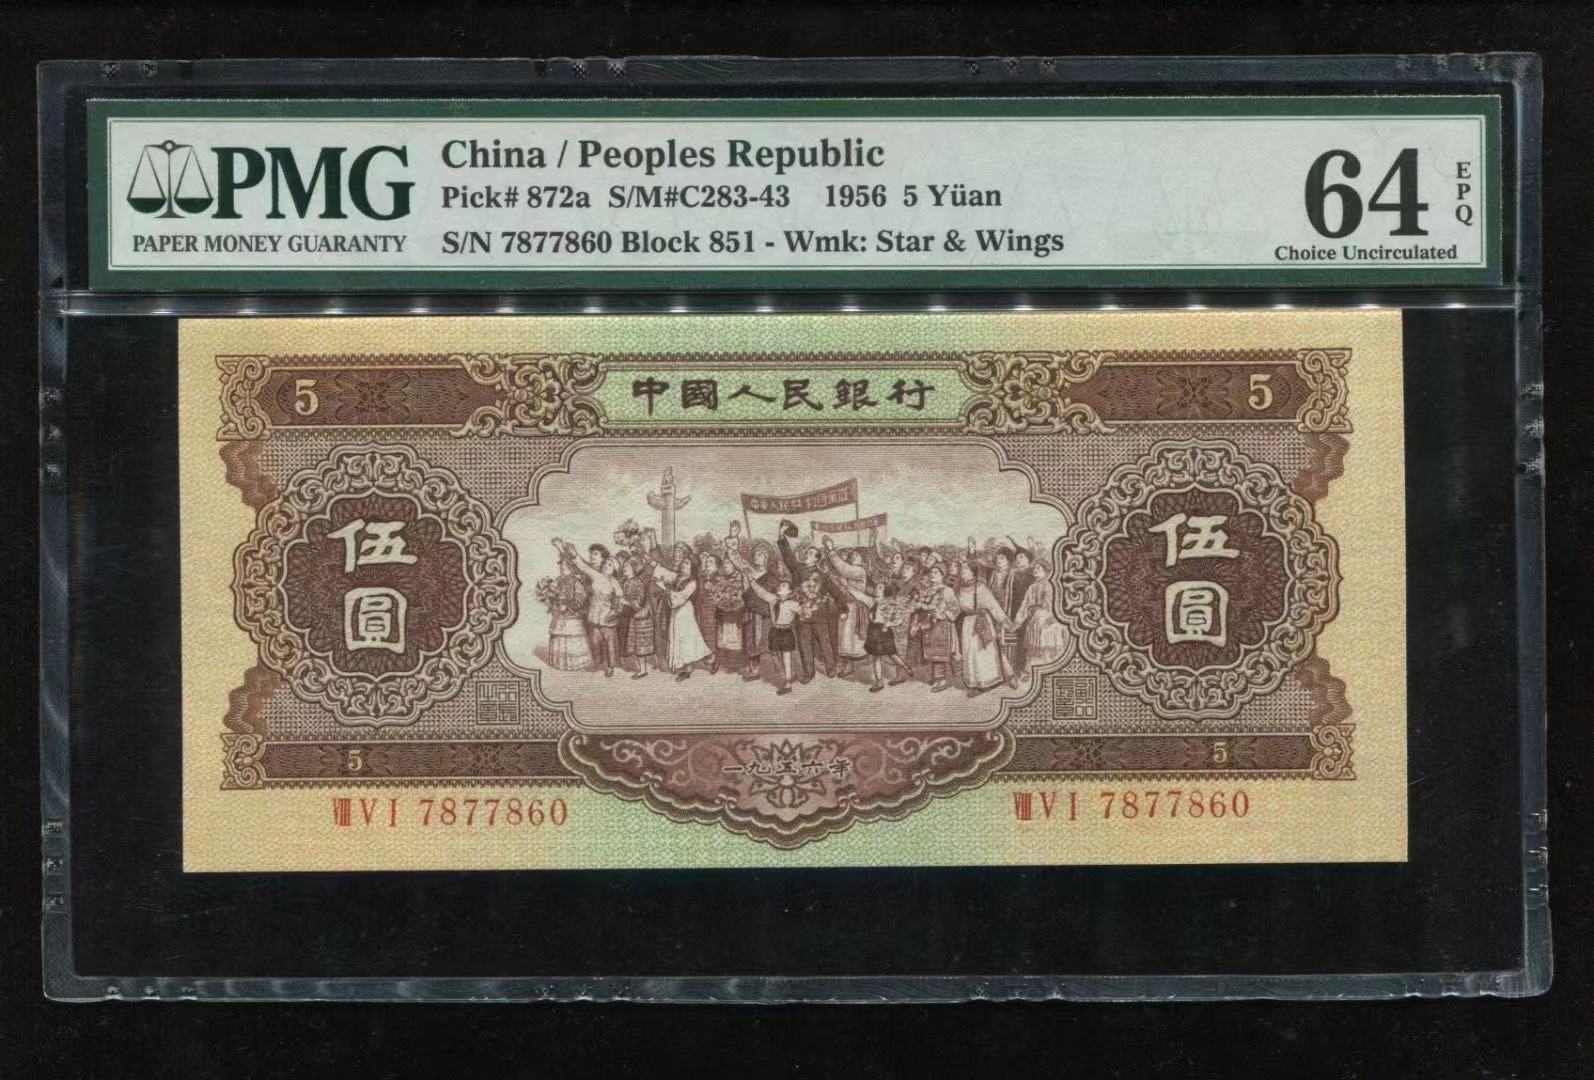 PMG
PAPER MONEY GUARANTY
China / Peoples Republic
Pick# 872a S/M#C283-43 1956 5 Yüan
S/N 7877860 Block 851 - Wmk: Star & Wings
64
EPQ
Choice Uncirculated
5 中國人民銀行 5
伍圓
伍圓
5 一九五六年 5
VIII V I 7877860
VIII V I 7877860